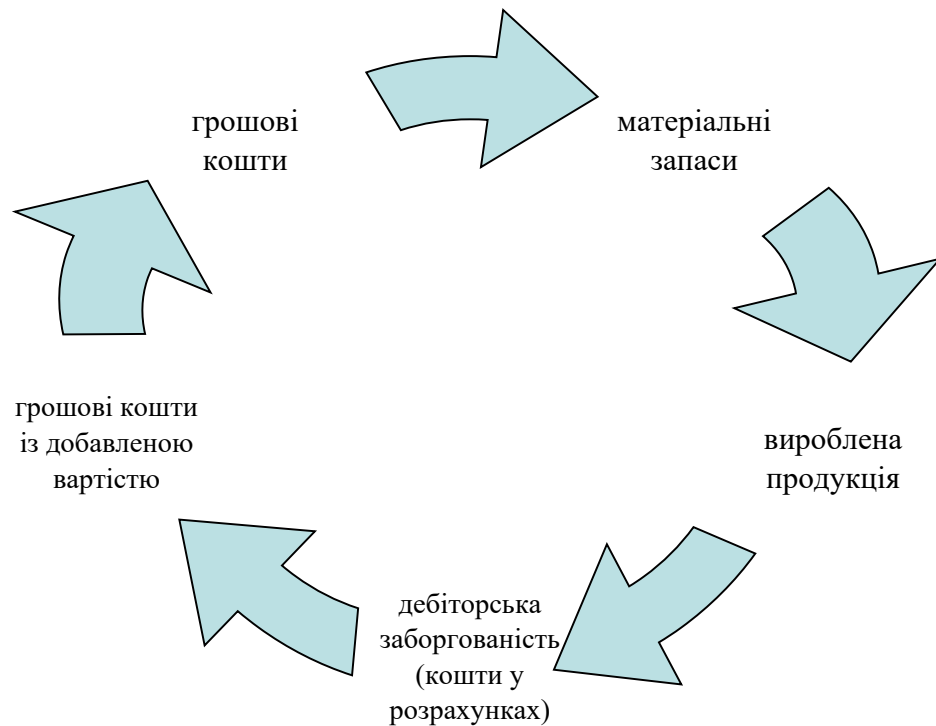 грошові
кошти
матеріальні
запаси
вироблена
продукція
дебіторська
заборгованість
(кошти у
розрахунках)
грошові кошти
із добавленою
вартістю